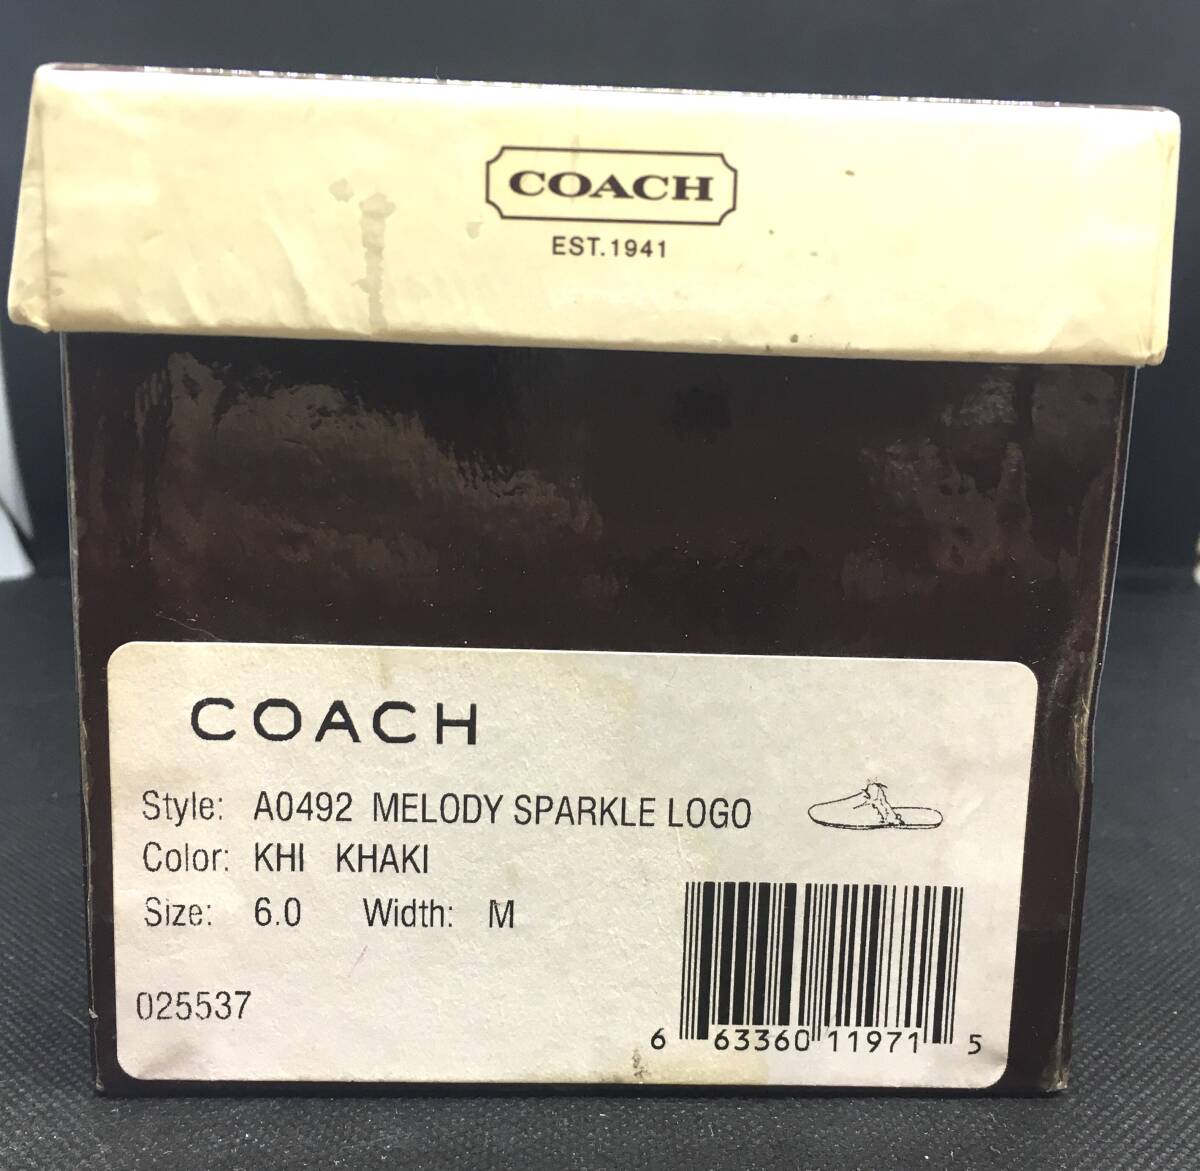 COACH
EST.1941
COACH
Style: A0492 MELODY SPARKLE LOGO
Color: KHI KHAKI
Size: 6.0 Width: M
025537
6 63360 11971 5